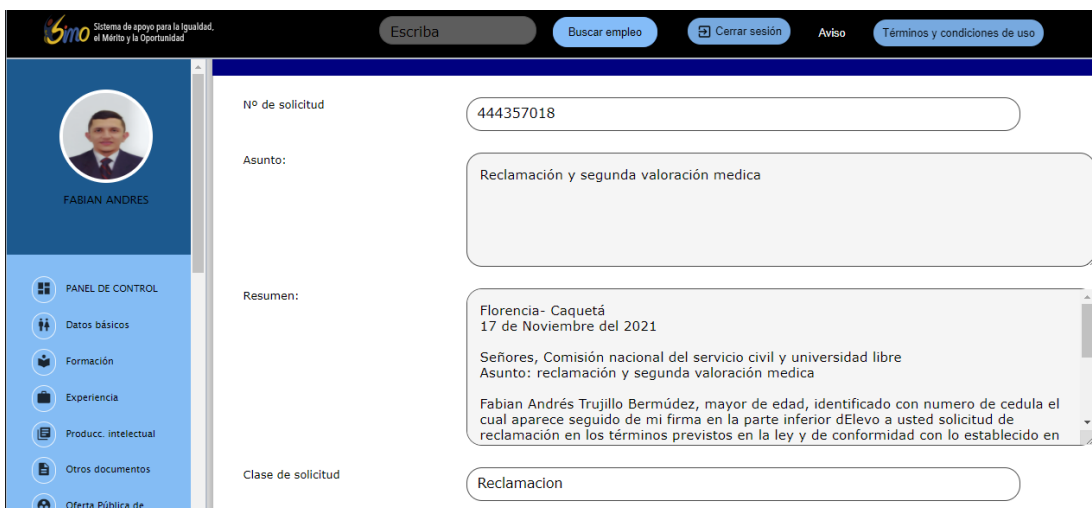 Simo Sistema de apoyo para la Igualdad,
el Mérito y la Oportunidad
Escriba
Buscar empleo
Cerrar sesión
Aviso
Términos y condiciones de uso
FABIAN ANDRES
PANEL DE CONTROL
Datos básicos
Formación
Experiencia
Producc. intelectual
Otros documentos
Oferta Pública de
Nº de solicitud
444357018
Asunto:
Reclamación y segunda valoración medica
Resumen:
Florencia- Caquetá
17 de Noviembre del 2021
Señores, Comisión nacional del servicio civil y universidad libre
Asunto: reclamación y segunda valoración medica
Fabian Andrés Trujillo Bermúdez, mayor de edad, identificado con numero de cedula el
cual aparece seguido de mi firma en la parte inferior dElevo a usted solicitud de
reclamación en los términos previstos en la ley y de conformidad con lo establecido en
Clase de solicitud
Reclamacion